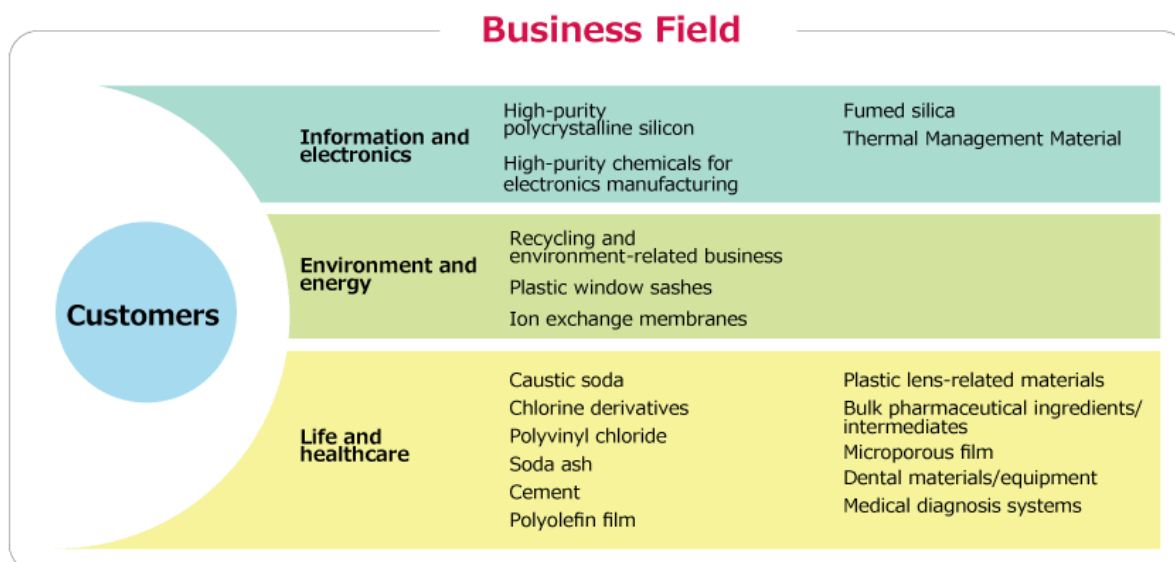 Business Field
Customers
Information and
electronics
High-purity
polycrystalline silicon
High-purity chemicals for
electronics manufacturing
Fumed silica
Thermal Management Material
Environment and
energy
Recycling and
environment-related business
Plastic window sashes
Ion exchange membranes
Life and
healthcare
Caustic soda
Chlorine derivatives
Polyvinyl chloride
Soda ash
Cement
Polyolefin film
Plastic lens-related materials
Bulk pharmaceutical ingredients/
intermediates
Microporous film
Dental materials/equipment
Medical diagnosis systems